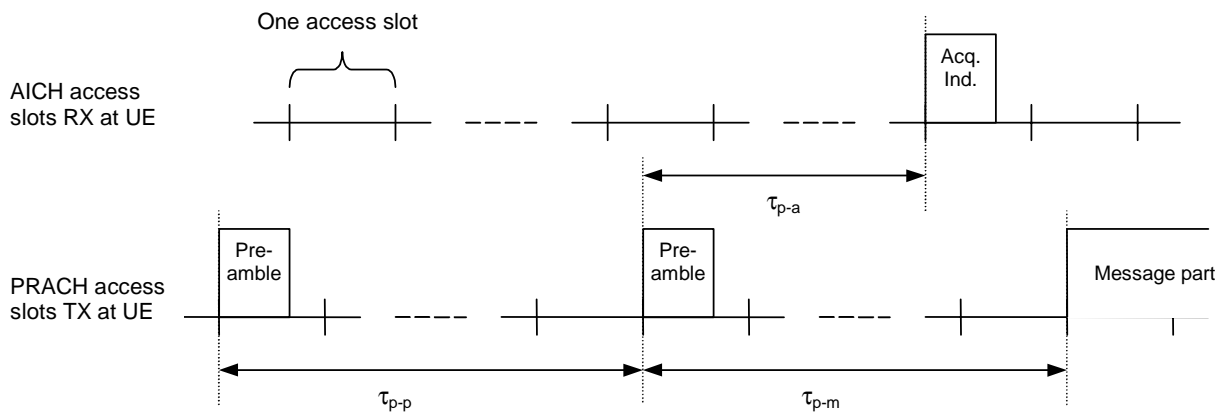 One access slot
AICH access
slots RX at UE
Acq.
Ind.
τp-a
Pre-
amble
Pre-
amble
Message part
PRACH access
slots TX at UE
τp-p
τp-m